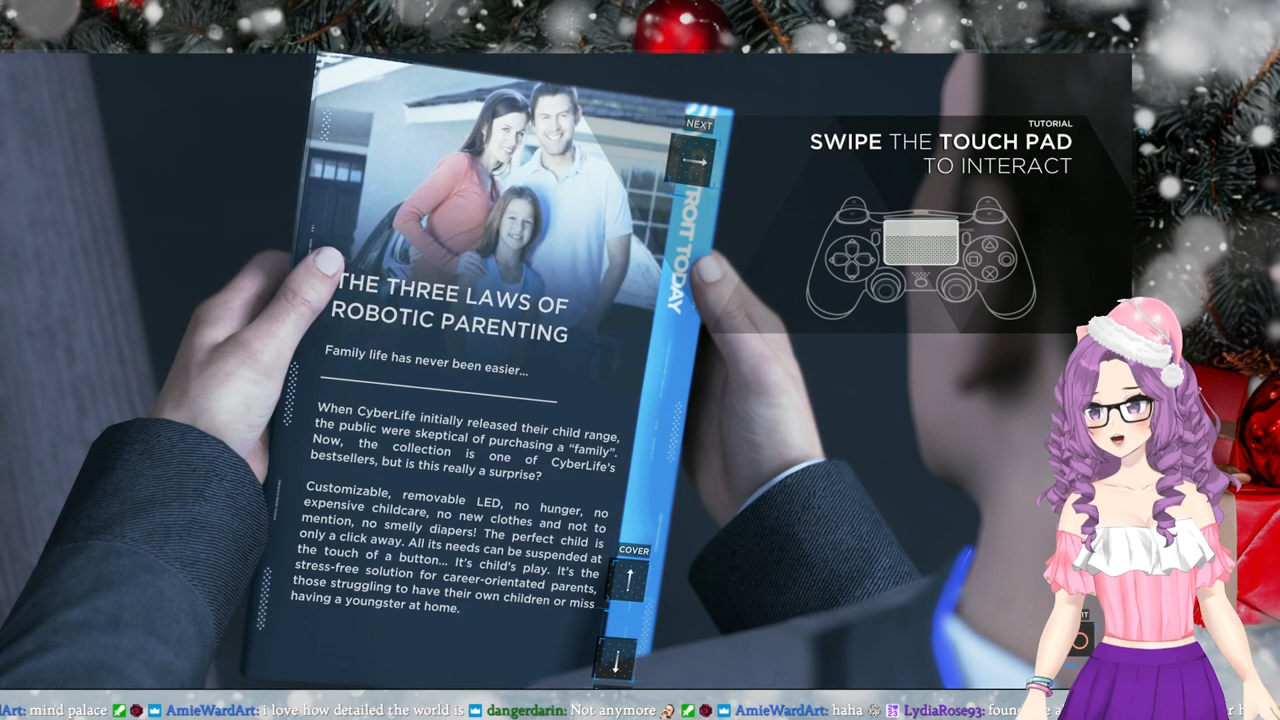 TUTORIAL
SWIPE THE TOUCH PAD
TO INTERACT
NEXT
TROIT TODAY
THE THREE LAWS OF
ROBOTIC PARENTING
Family life has never been easier...
When CyberLife initially released their child range,
the public were skeptical of purchasing a “family”.
Now, the collection is one of CyberLife's
bestsellers, but is this really a surprise?
Customizable, removable LED, no hunger, no
expensive childcare, no new clothes and not to
mention, no smelly diapers! The perfect child is
only a click away. All its needs can be suspended at
the touch of a button... It's child's play. It's the
stress-free solution for career-orientated parents,
those struggling to have their own children or miss
having a youngster at home.
COVER
IT
Art: mind palace AmieWardArt: i love how detailed the world is dangerdarin: Not anymore AmieWardArt: haha LydiaRose93: